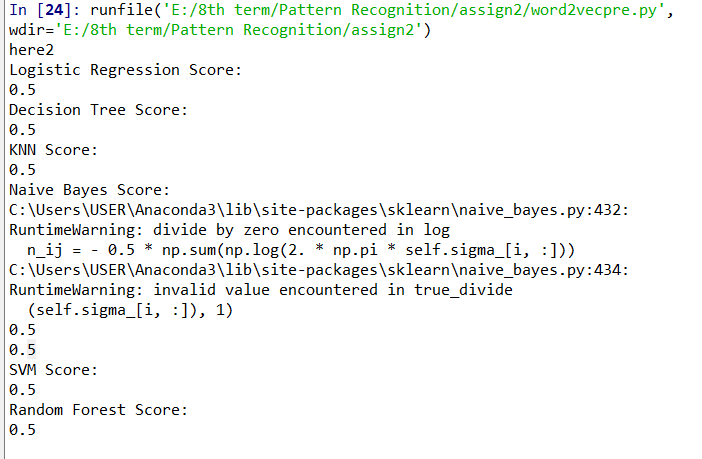 In [24]: runfile('E:/8th term/Pattern Recognition/assign2/word2vecpre.py',
wdir='E:/8th term/Pattern Recognition/assign2')
here2
Logistic Regression Score:
0.5
Decision Tree Score:
0.5
KNN Score:
0.5
Naive Bayes Score:
C:\Users\USER\Anaconda3\lib\site-packages\sklearn\naive_bayes.py:432:
RuntimeWarning: divide by zero encountered in log
  n_ij = - 0.5 * np.sum(np.log(2. * np.pi * self.sigma_[i, :]))
C:\Users\USER\Anaconda3\lib\site-packages\sklearn\naive_bayes.py:434:
RuntimeWarning: invalid value encountered in true_divide
  (self.sigma_[i, :]), 1)
0.5
0.5
SVM Score:
0.5
Random Forest Score:
0.5